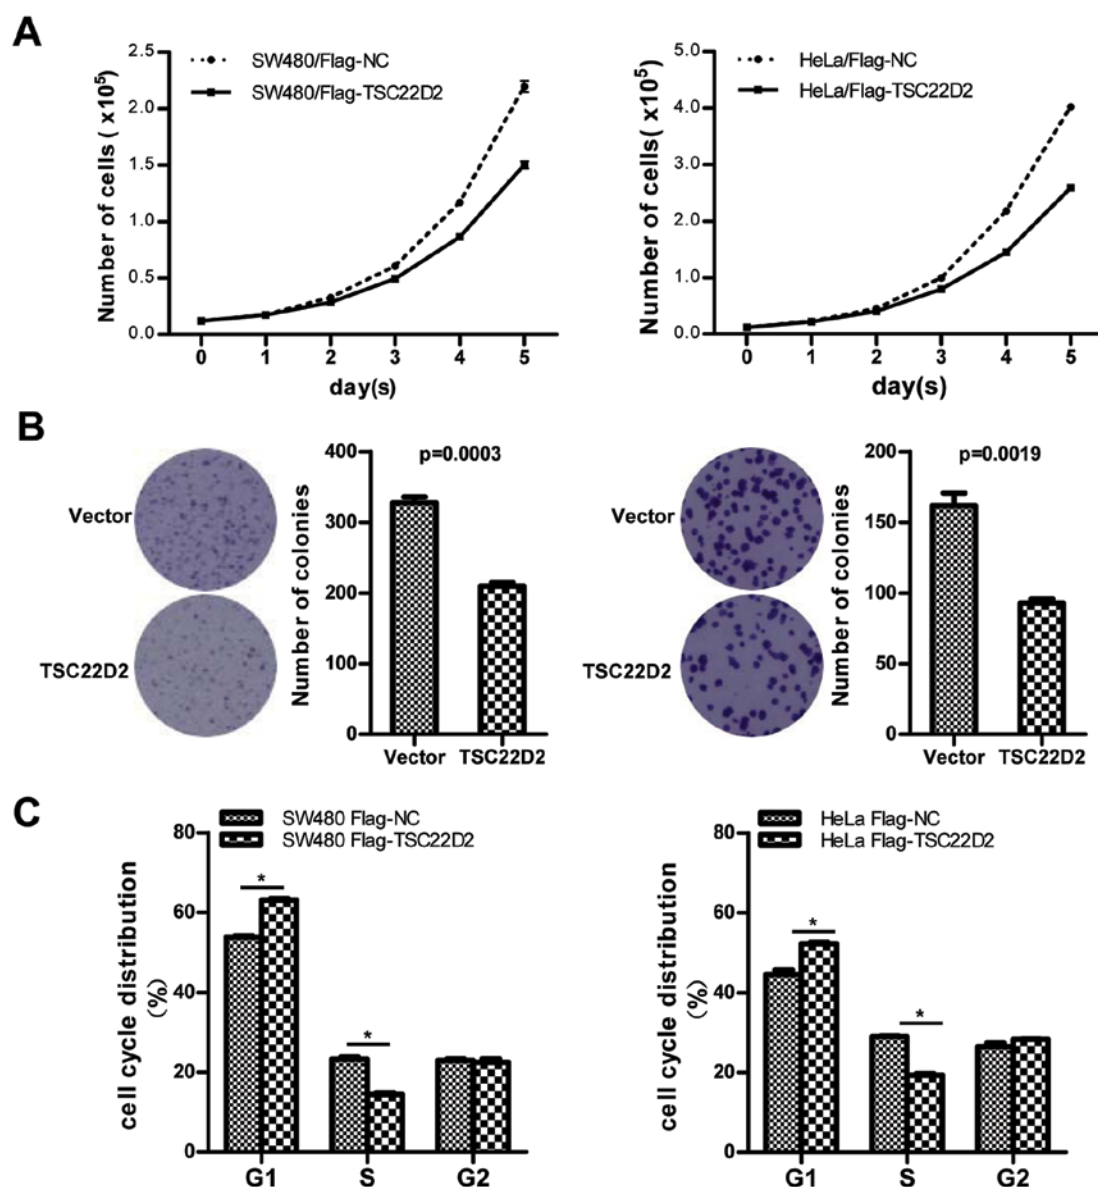 A
2.5
2.0
1.5
1.0
0.5
0.0
Number of cells( x10⁵)
SW480/Flag-NC
SW480/Flag-TSC22D2
0 1 2 3 4 5
day(s)
5.0
4.0
3.0
2.0
1.0
0.0
Number of cells( x10⁵)
HeLa/Flag-NC
HeLa/Flag-TSC22D2
0 1 2 3 4 5
day(s)
B
Vector
TSC22D2
Number of colonies
400
300
200
100
0
p=0.0003
Vector TSC22D2
Vector
TSC22D2
Number of colonies
200
150
100
50
0
p=0.0019
Vector TSC22D2
C
SW480 Flag-NC
SW480 Flag-TSC22D2
cell cycle distribution
(%)
80
60
40
20
0
*
*
G1 S G2
HeLa Flag-NC
HeLa Flag-TSC22D2
cell cycle distribution
(%)
80
60
40
20
0
*
*
G1 S G2